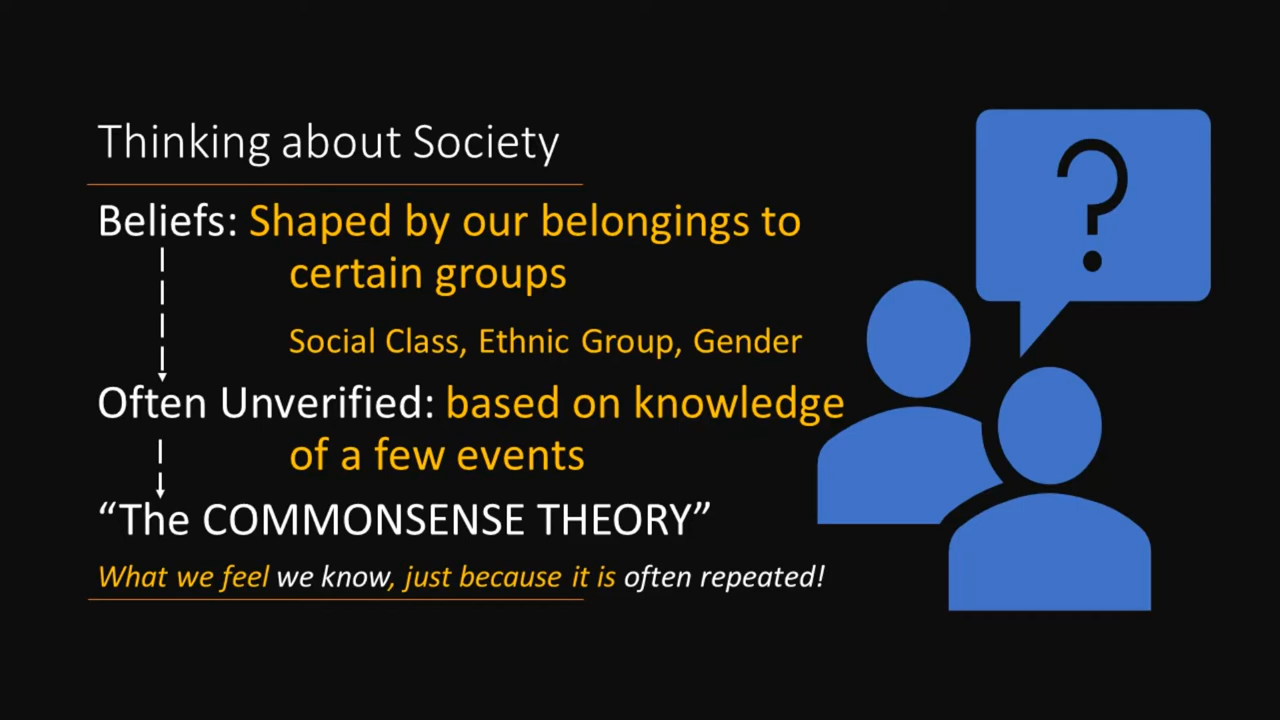 Thinking about Society
Beliefs: Shaped by our belongings to
certain groups
Social Class, Ethnic Group, Gender
Often Unverified: based on knowledge
of a few events
“The COMMONSENSE THEORY”
What we feel we know, just because it is often repeated!
?